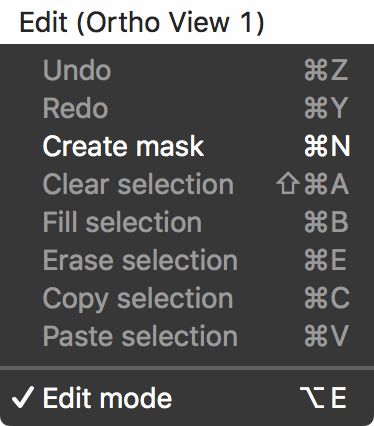 Edit (Ortho View 1)
Undo ⌘Z
Redo ⌘Y
Create mask ⌘N
Clear selection ⇧⌘A
Fill selection ⌘B
Erase selection ⌘E
Copy selection ⌘C
Paste selection ⌘V
✓ Edit mode ⌥E